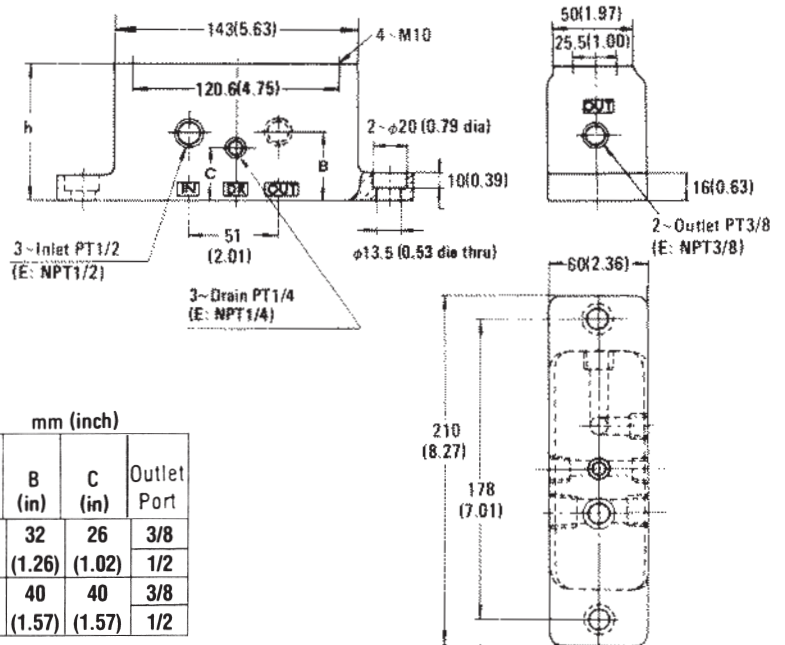 143(5.63)
4~M10
120.6(4.75)
h
2~φ20 (0.79 dia)
B
C
10(0.39)
IN
DR
OUT
51
(2.01)
φ13.5 (0.53 dia thru)
3~Inlet PT1/2
(E: NPT1/2)
3~Drain PT1/4
(E: NPT1/4)
50(1.97)
25.5(1.00)
OUT
16(0.63)
2~Outlet PT3/8
(E: NPT3/8)
60(2.36)
210
(8.27)
178
(7.01)
mm (inch)
B (in) C (in) Outlet Port
32 26 3/8
(1.26) (1.02) 1/2
40 40 3/8
(1.57) (1.57) 1/2